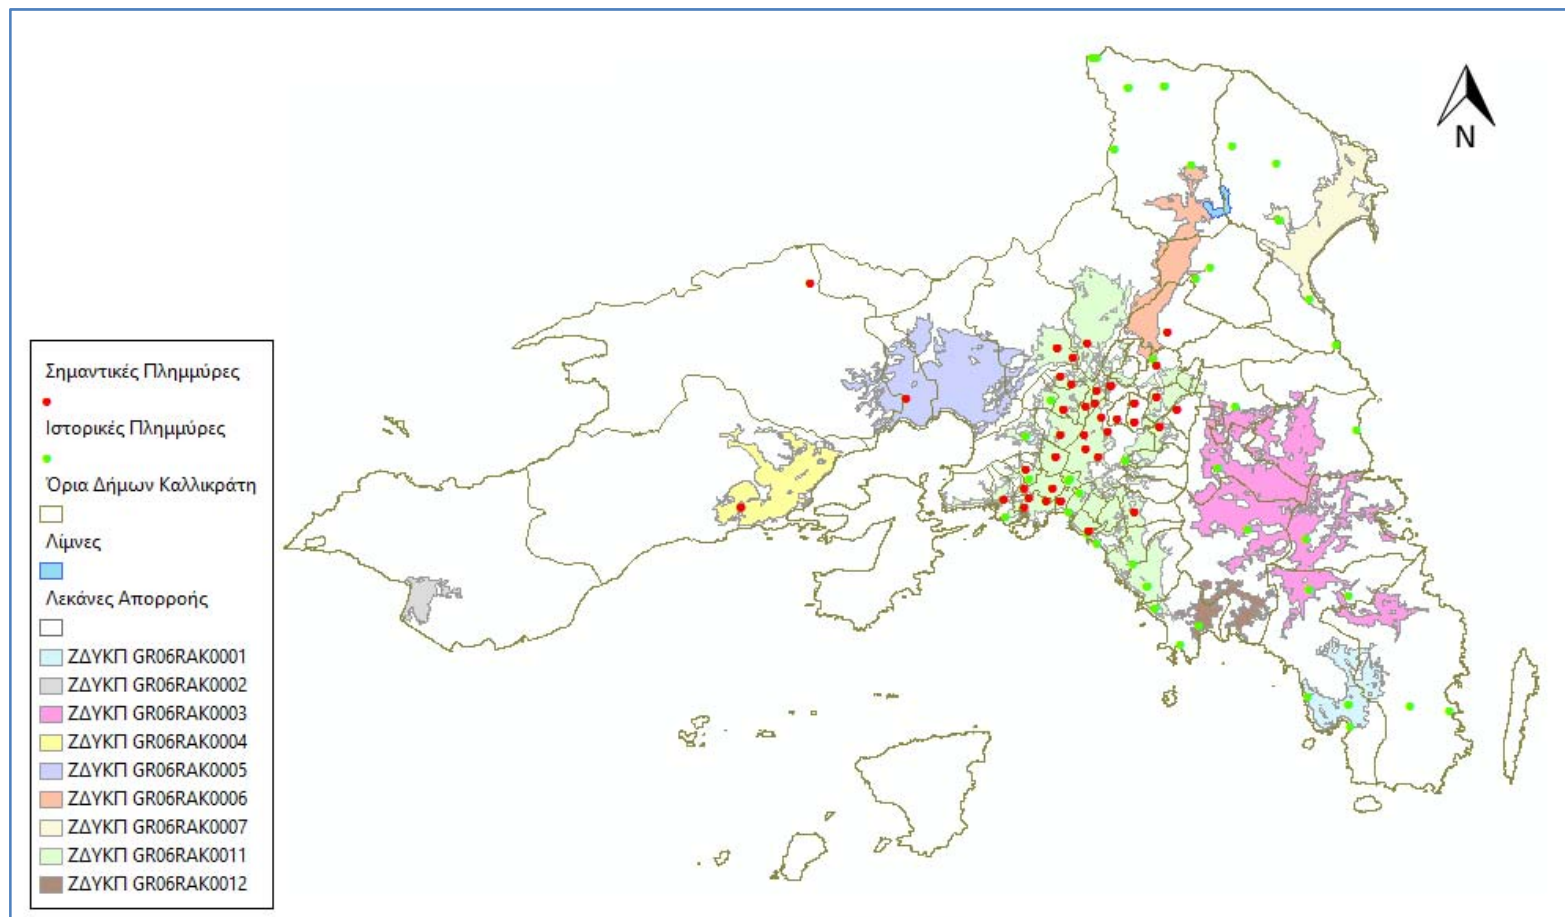 N
Σημαντικές Πλημμύρες
Ιστορικές Πλημμύρες
Όρια Δήμων Καλλικράτη
Λίμνες
Λεκάνες Απορροής
ΖΔΥΚΠ GR06RAK0001
ΖΔΥΚΠ GR06RAK0002
ΖΔΥΚΠ GR06RAK0003
ΖΔΥΚΠ GR06RAK0004
ΖΔΥΚΠ GR06RAK0005
ΖΔΥΚΠ GR06RAK0006
ΖΔΥΚΠ GR06RAK0007
ΖΔΥΚΠ GR06RAK0011
ΖΔΥΚΠ GR06RAK0012